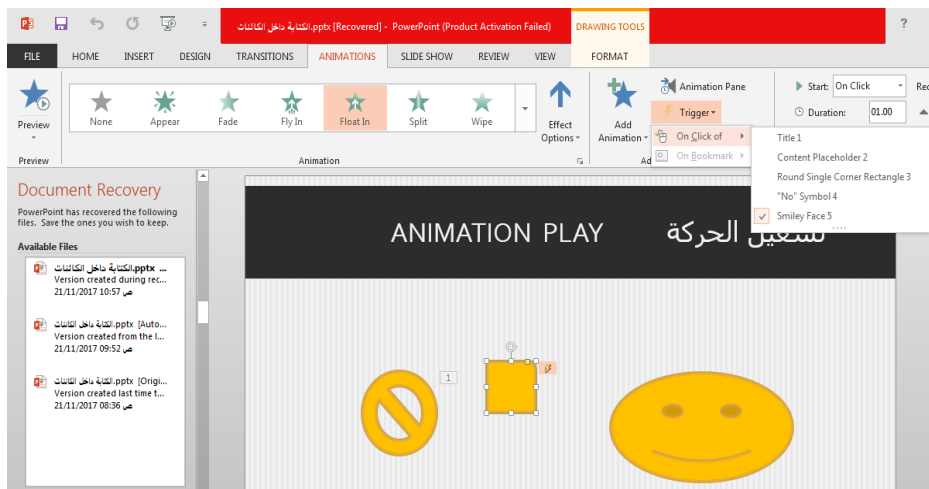 الكتابة داخل الكائنات.pptx [Recovered] - PowerPoint (Product Activation Failed)
DRAWING TOOLS
?
FILE HOME INSERT DESIGN TRANSITIONS ANIMATIONS SLIDE SHOW REVIEW VIEW FORMAT
Preview
None Appear Fade Fly In Float In Split Wipe
Effect Options
Add Animation
Animation Pane
Trigger
On Click of
On Bookmark
Start: On Click
Duration: 01.00
Rec
Preview Animation Ad
Title 1
Content Placeholder 2
Round Single Corner Rectangle 3
"No" Symbol 4
Smiley Face 5
Document Recovery
PowerPoint has recovered the following
files. Save the ones you wish to keep.
Available Files
الكتابة داخل الكائنات.pptx ...
Version created during rec...
21/11/2017 10:57 ص
الكتابة داخل الكائنات.pptx [Auto...
Version created from the l...
21/11/2017 09:52 ص
الكتابة داخل الكائنات.pptx [Origi...
Version created last time t...
21/11/2017 08:36 ص
ANIMATION PLAY تشغيل الحركة
1